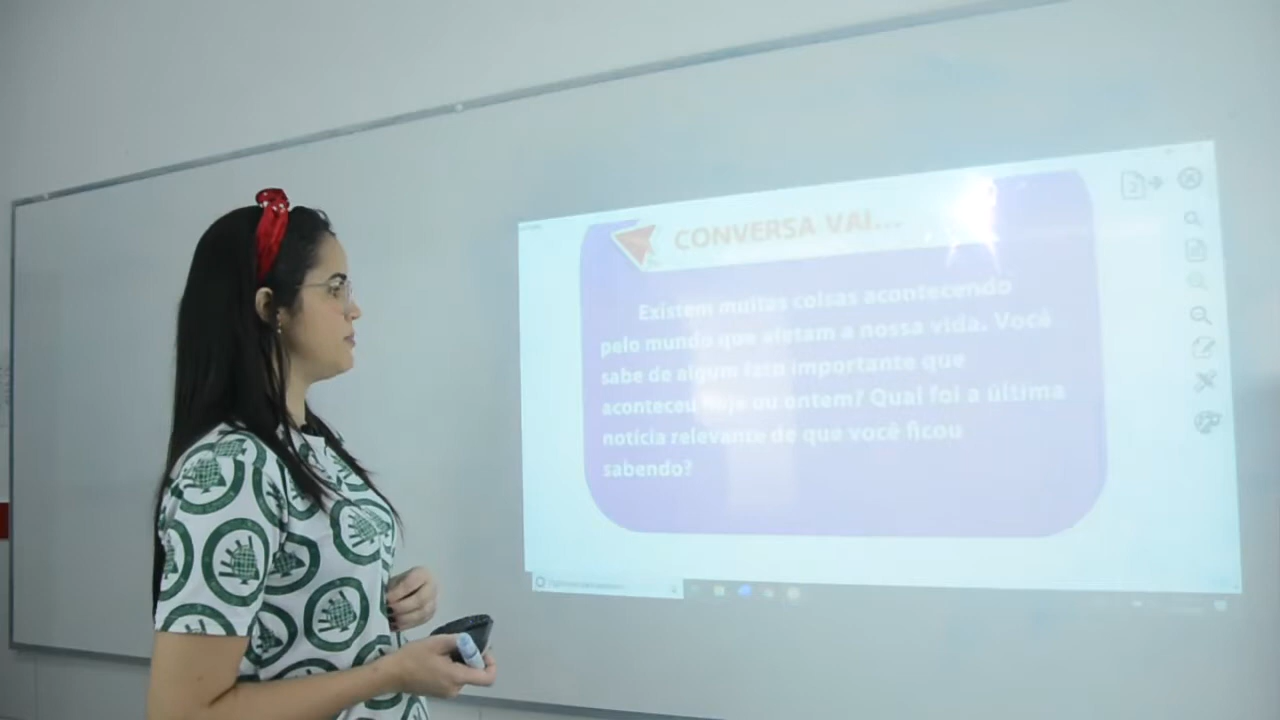 CONVERSA VAI...
Existem muitas coisas acontecendo
pelo mundo que afetam a nossa vida. Você
sabe de algum fato importante que
aconteceu hoje ou ontem? Qual foi a última
notícia relevante de que você ficou
sabendo?